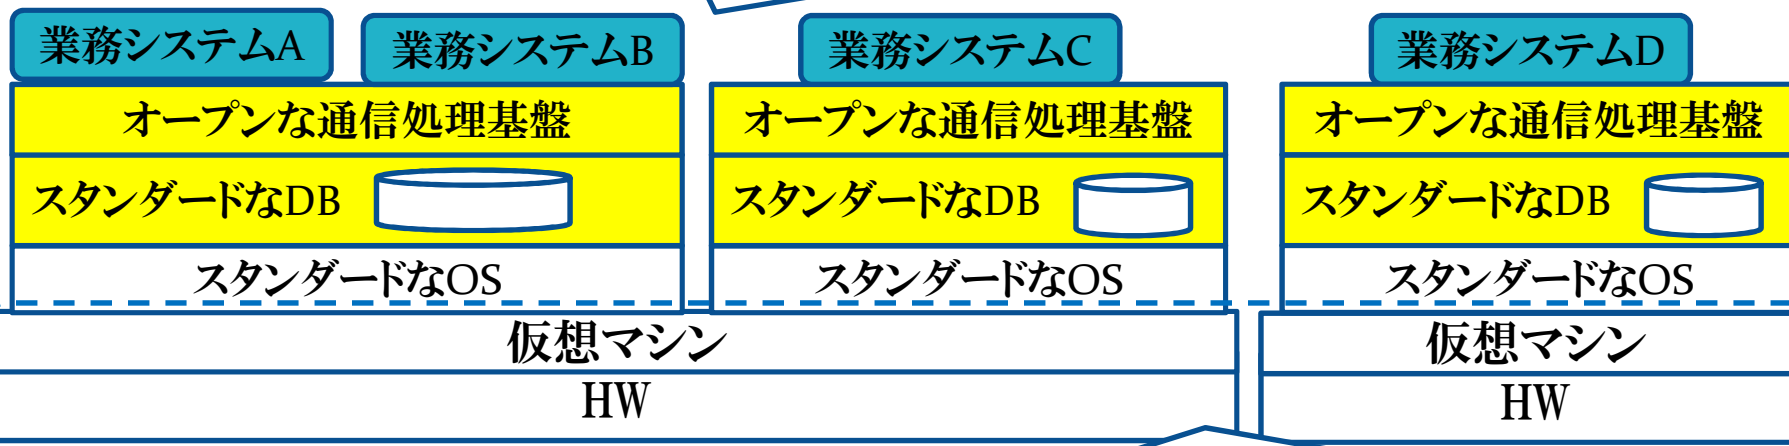 業務システムA
業務システムB
業務システムC
業務システムD
オープンな通信処理基盤
オープンな通信処理基盤
オープンな通信処理基盤
スタンダードなDB
スタンダードなDB
スタンダードなDB
スタンダードなOS
スタンダードなOS
スタンダードなOS
仮想マシン
仮想マシン
HW
HW